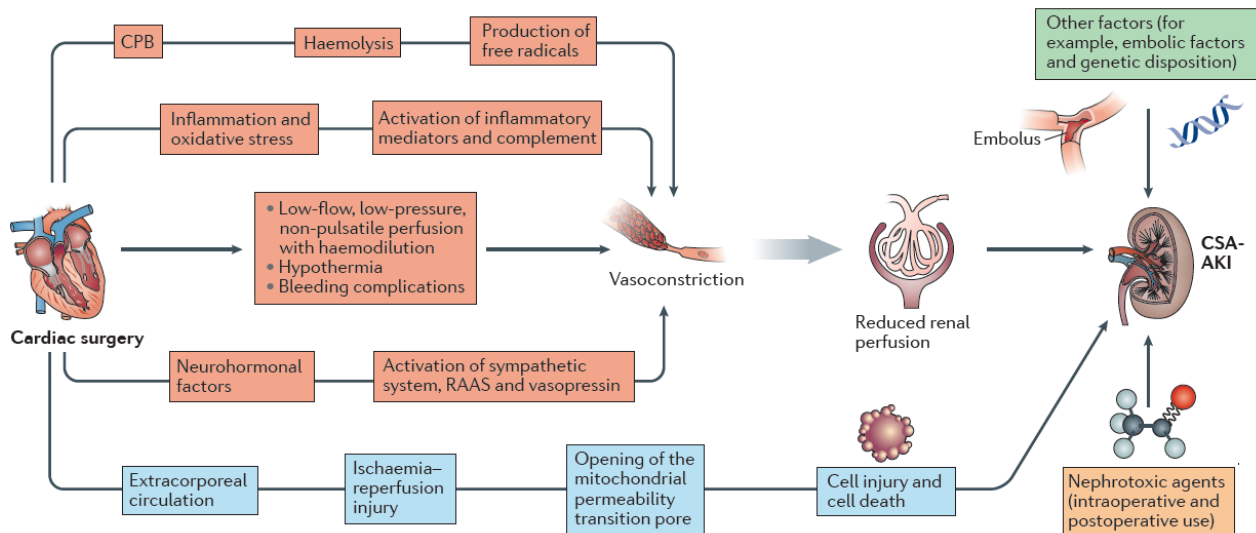 CPB
Haemolysis
Production of
free radicals
Other factors (for
example, embolic factors
and genetic disposition)
Inflammation and
oxidative stress
Activation of inflammatory
mediators and complement
Embolus
• Low-flow, low-pressure,
non-pulsatile perfusion
with haemodilution
• Hypothermia
• Bleeding complications
Vasoconstriction
Reduced renal
perfusion
CSA-
AKI
Cardiac surgery
Neurohormonal
factors
Activation of sympathetic
system, RAAS and vasopressin
Extracorporeal
circulation
Ischaemia–
reperfusion
injury
Opening of the
mitochondrial
permeability
transition pore
Cell injury and
cell death
Nephrotoxic agents
(intraoperative and
postoperative use)